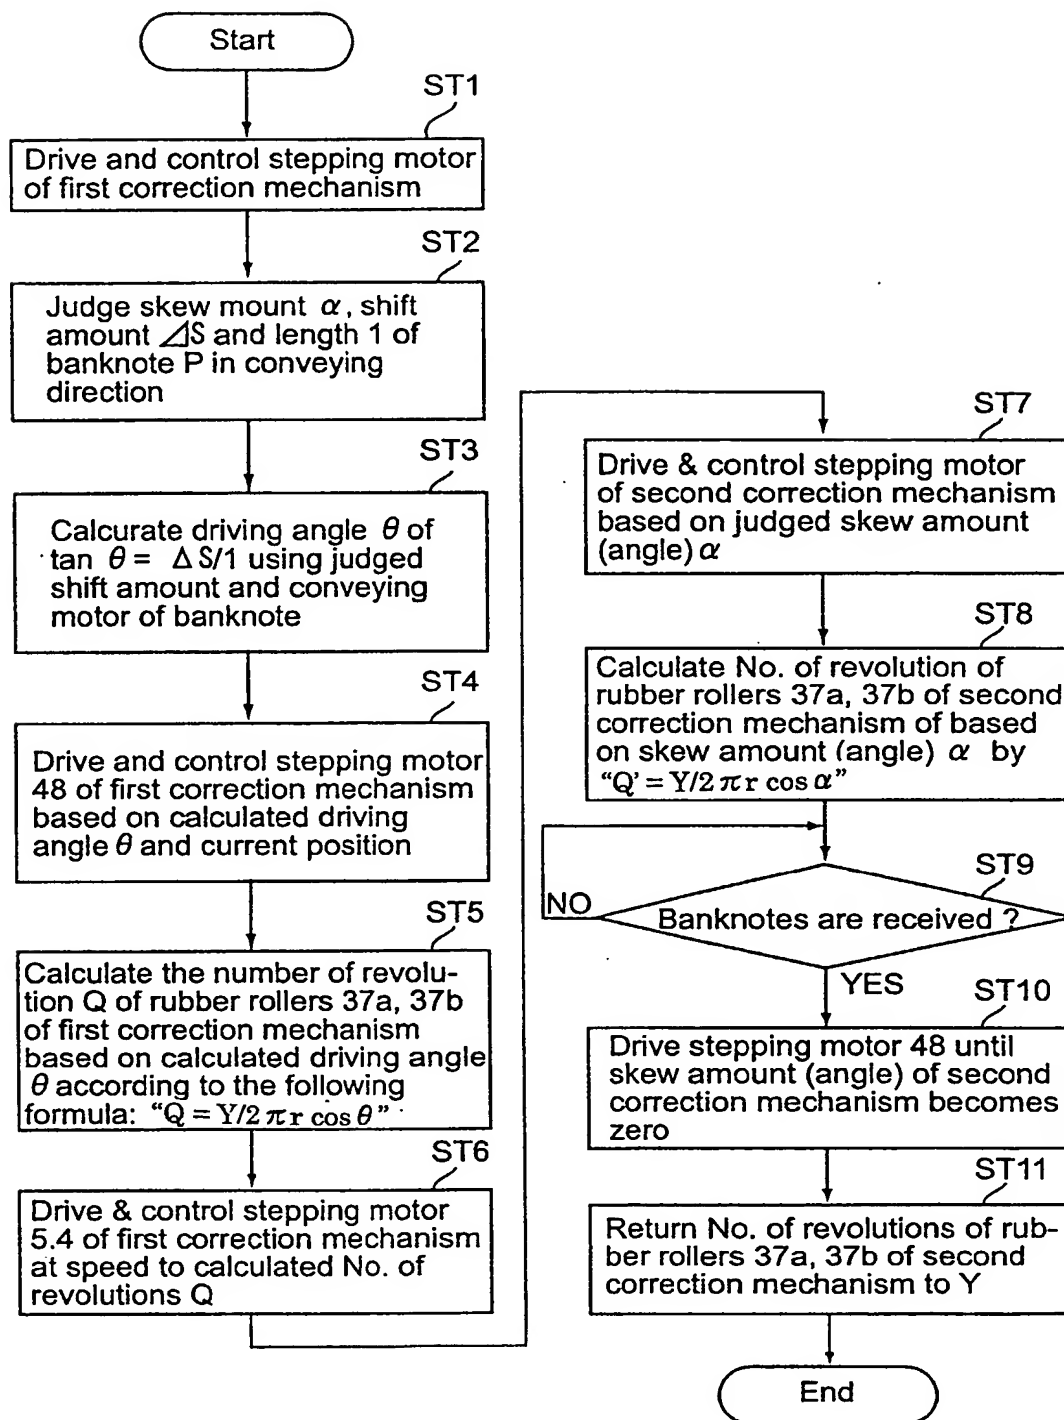 Start
ST1
Drive and control stepping motor
of first correction mechanism
ST2
Judge skew mount α, shift
amount ⊿S and length 1 of
banknote P in conveying
direction
ST3
Calcurate driving angle θ of
tan θ = ΔS/1 using judged
shift amount and conveying
motor of banknote
ST4
Drive and control stepping motor
48 of first correction mechanism
based on calculated driving
angle θ and current position
ST5
Calculate the number of revolu-
tion Q of rubber rollers 37a, 37b
of first correction mechanism
based on calculated driving angle
θ according to the following
formula: “Q = Y/2πr cosθ”
ST6
Drive & control stepping motor
5.4 of first correction mechanism
at speed to calculated No. of
revolutions Q
ST7
Drive & control stepping motor
of second correction mechanism
based on judged skew amount
(angle) α
ST8
Calculate No. of revolution of
rubber rollers 37a, 37b of second
correction mechanism of based
on skew amount (angle) α by
“Q’ = Y/2πr cosα”
ST9
NO
Banknotes are received ?
YES
ST10
Drive stepping motor 48 until
skew amount (angle) of second
correction mechanism becomes
zero
ST11
Return No. of revolutions of rub-
ber rollers 37a, 37b of second
correction mechanism to Y
End